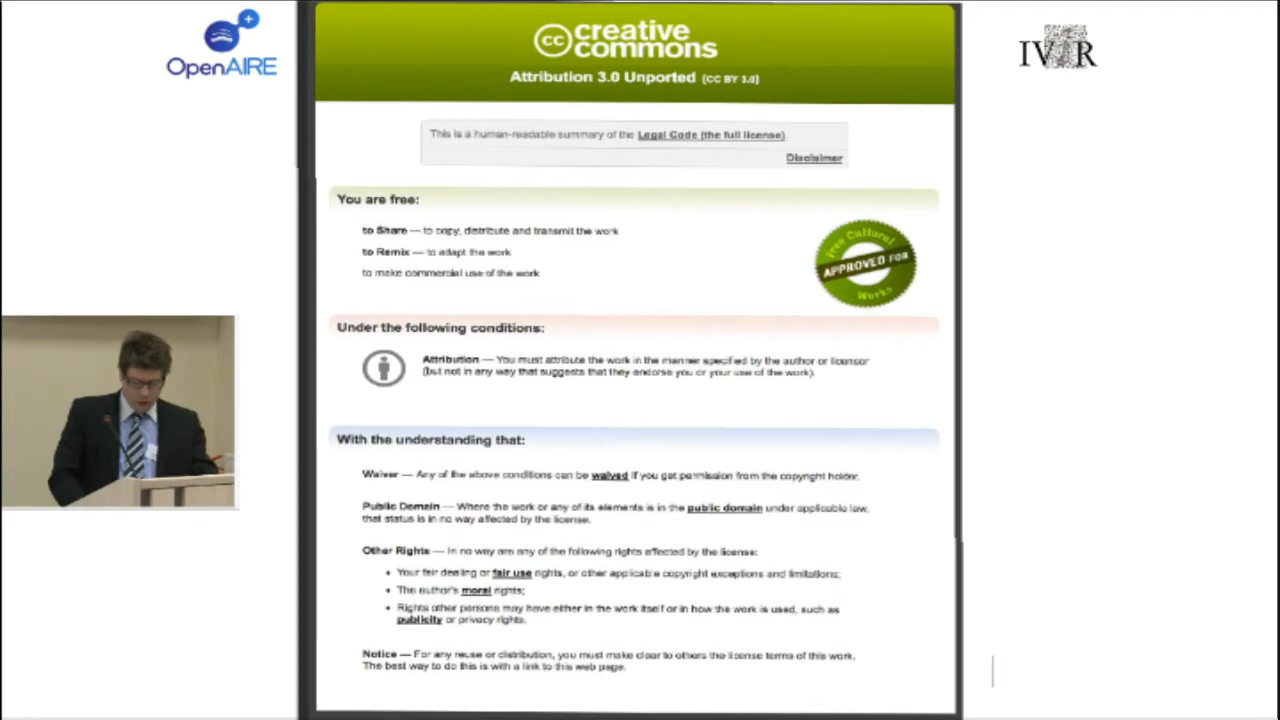 OpenAIRE
IViR
cc creative commons
Attribution 3.0 Unported (CC BY 3.0)
This is a human-readable summary of the Legal Code (the full license).
Disclaimer
You are free:
to Share — to copy, distribute and transmit the work
to Remix — to adapt the work
to make commercial use of the work
Free Cultural
APPROVED FOR
Works
Under the following conditions:
Attribution — You must attribute the work in the manner specified by the author or licensor
(but not in any way that suggests that they endorse you or your use of the work).
With the understanding that:
Waiver — Any of the above conditions can be waived if you get permission from the copyright holder.
Public Domain — Where the work or any of its elements is in the public domain under applicable law,
that status is in no way affected by the license.
Other Rights — In no way are any of the following rights affected by the license:
• Your fair dealing or fair use rights, or other applicable copyright exceptions and limitations;
• The author's moral rights;
• Rights other persons may have either in the work itself or in how the work is used, such as
publicity or privacy rights.
Notice — For any reuse or distribution, you must make clear to others the license terms of this work.
The best way to do this is with a link to this web page.